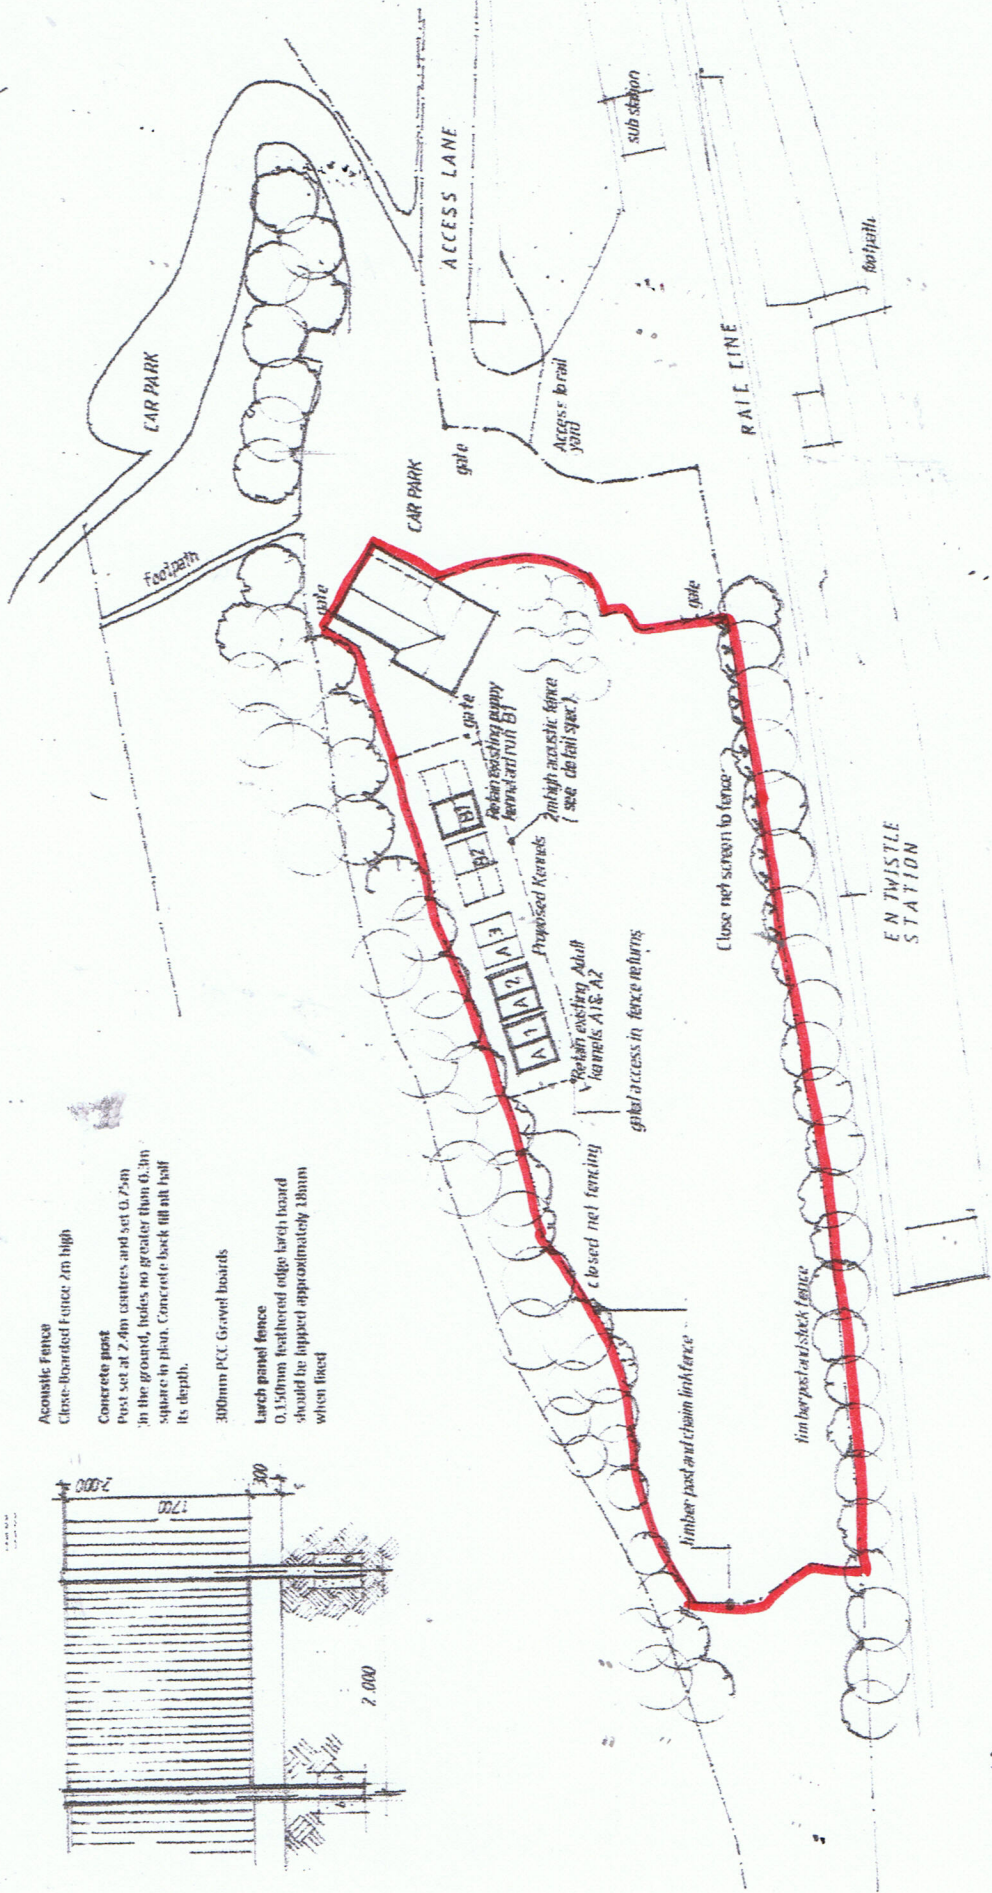 Acoustic Fence
Close-Boarded Fence 2m high
Concrete post
Post set at 2.4m centres and set 0.75m
in the ground, holes no greater than 0.3m
square in plan. Concrete back fill nit half
its depth.
300mm PCC Gravel boards
Larch panel fence
0.150mm feathered edge larch board
should be lapped approximately 18mm
when fixed
2.000
1.700
300
2.000
CAR PARK
footpath
ACCESS LANE
sub station
CAR PARK
gate
Access to rail
yard
RAIL LINE
footpath
gate
gate
gate
Retain existing puppy
kennel and run B1
2m high acoustic fence
( see detail spec).
B1
B2
A 3
A 2
A 1
Proposed Kennels
Retain existing Adult
kennels A1 & A2
gated access in fence returns
Close net screen to fence
ENTWISTLE
STATION
closed net fencing
timber post and chain link fence
timber post and stock fence